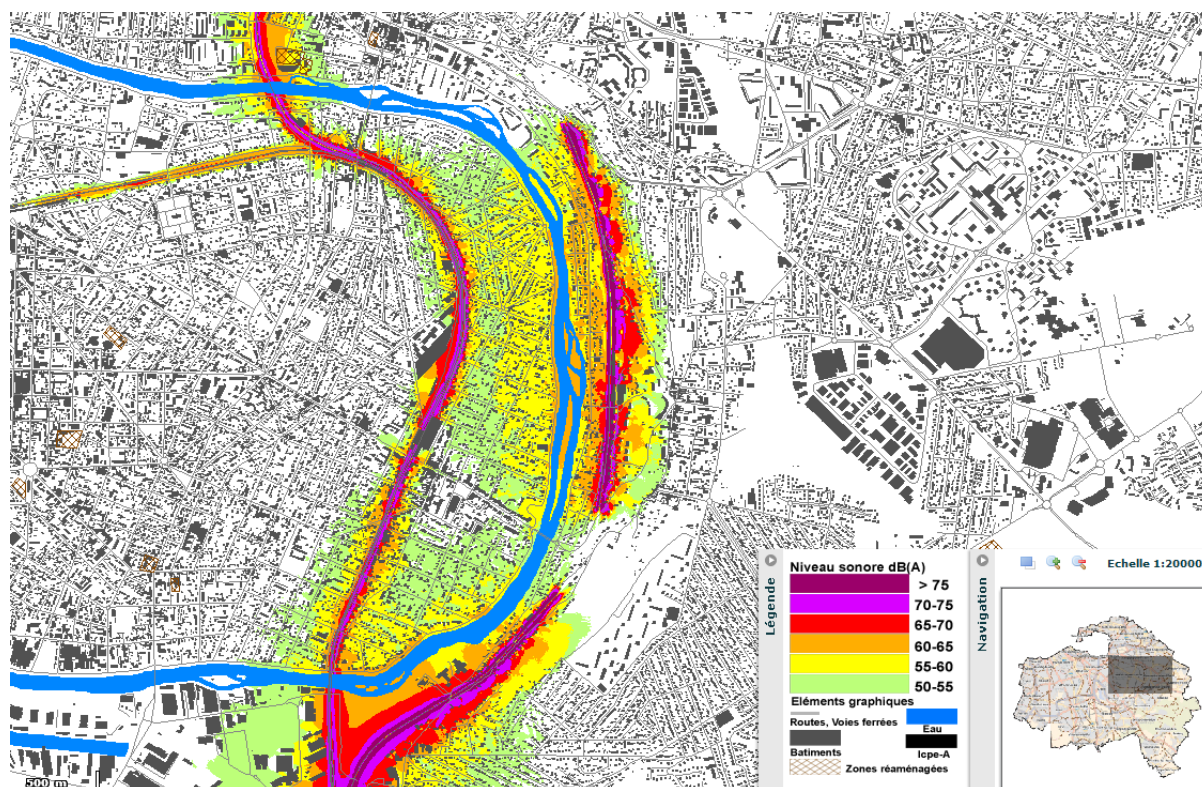 Légende
Niveau sonore dB(A)
> 75
70-75
65-70
60-65
55-60
50-55
Eléments graphiques
Routes, Voies ferrées
Eau
Batiments
Icpe-A
Zones réaménagées
Navigation
Echelle 1:20000
500 m